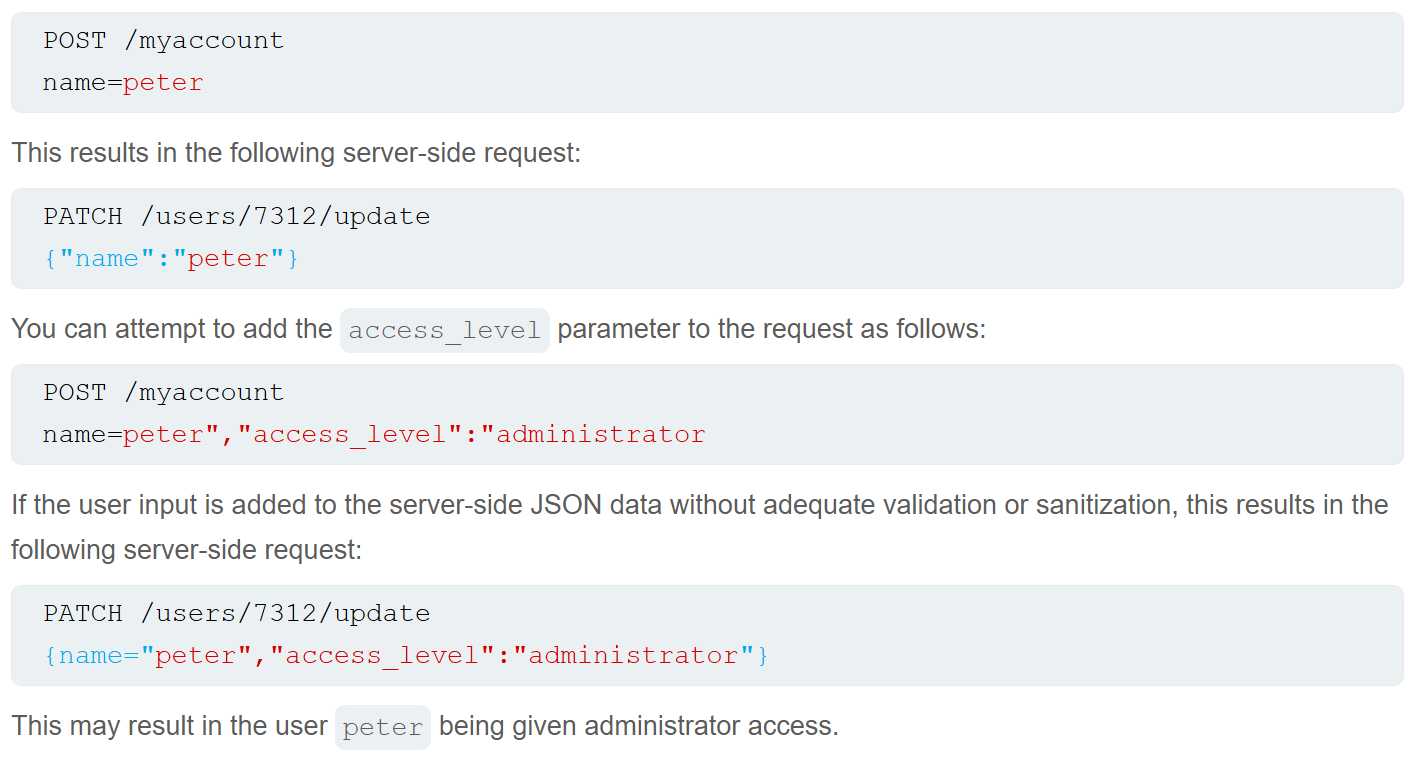 POST /myaccount
name=peter
This results in the following server-side request:
PATCH /users/7312/update
{"name":"peter"}
You can attempt to add the access_level parameter to the request as follows:
POST /myaccount
name=peter","access_level":"administrator
If the user input is added to the server-side JSON data without adequate validation or sanitization, this results in the
following server-side request:
PATCH /users/7312/update
{name="peter","access_level":"administrator"}
This may result in the user peter being given administrator access.